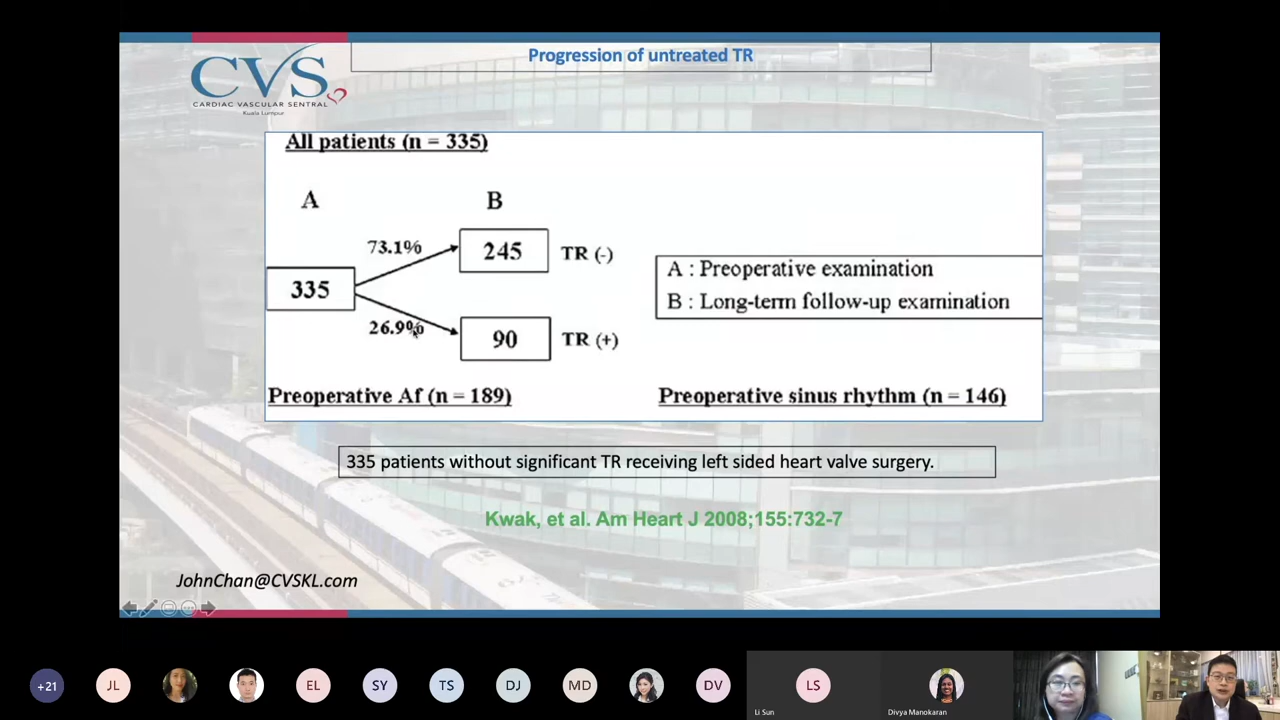 Progression of untreated TR
CVS
CARDIAC VASCULAR SENTRAL
Kuala Lumpur
All patients (n = 335)
A
B
73.1%
245
TR (-)
335
26.9%
90
TR (+)
A : Preoperative examination
B : Long-term follow-up examination
Preoperative Af (n = 189)
Preoperative sinus rhythm (n = 146)
335 patients without significant TR receiving left sided heart valve surgery.
Kwak, et al. Am Heart J 2008;155:732-7
JohnChan@CVSKL.com
+21
JL
EL
SY
TS
DJ
MD
DV
LS
Li Sun
Divya Manokaran